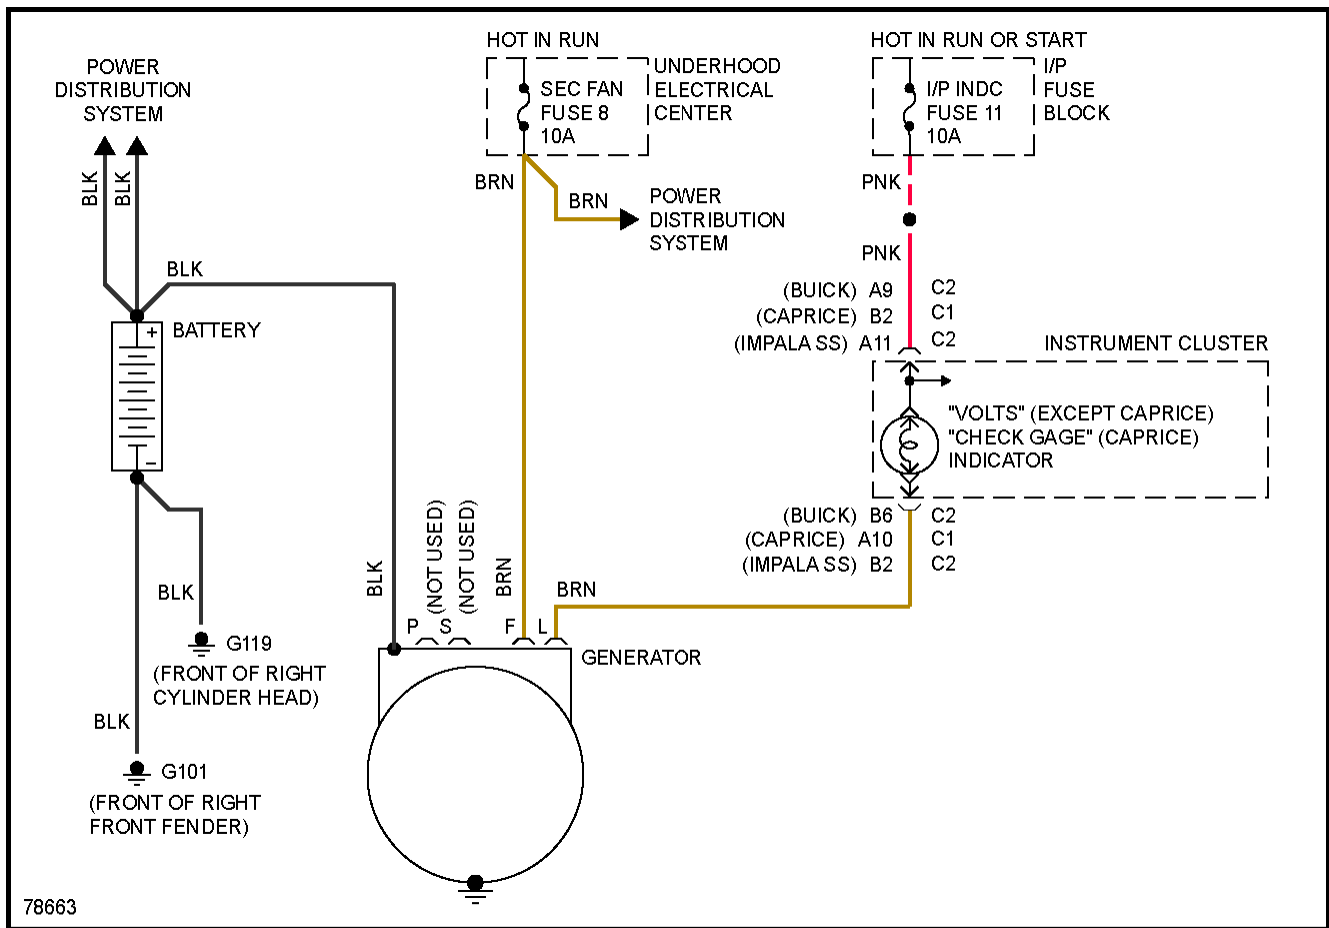 HOT IN RUN
HOT IN RUN OR START
POWER
DISTRIBUTION
SYSTEM
SEC FAN
FUSE 8
10A
UNDERHOOD
ELECTRICAL
CENTER
I/P INDC
FUSE 11
10A
I/P
FUSE
BLOCK
BLK
BLK
BRN
BRN
POWER
DISTRIBUTION
SYSTEM
PNK
PNK
BLK
(BUICK) A9 C2
(CAPRICE) B2 C1
(IMPALA SS) A11 C2
+
BATTERY
−
INSTRUMENT CLUSTER
"VOLTS" (EXCEPT CAPRICE)
"CHECK GAGE" (CAPRICE)
INDICATOR
(BUICK) B6 C2
(CAPRICE) A10 C1
(IMPALA SS) B2 C2
BLK
BLK
(NOT USED)
(NOT USED)
BRN
BRN
P S F L
GENERATOR
G119
(FRONT OF RIGHT
CYLINDER HEAD)
BLK
G101
(FRONT OF RIGHT
FRONT FENDER)
78663